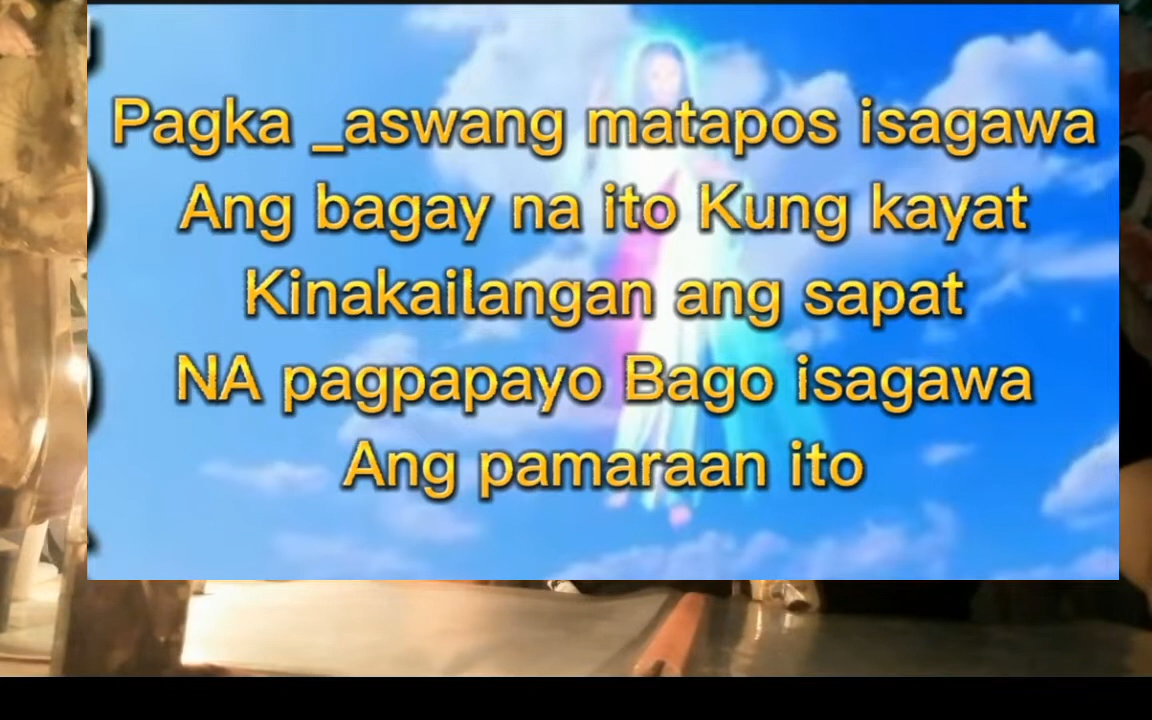 Pagka _aswang matapos isagawa
Ang bagay na ito Kung kayat
Kinakailangan ang sapat
NA pagpapayo Bago isagawa
Ang pamaraan ito